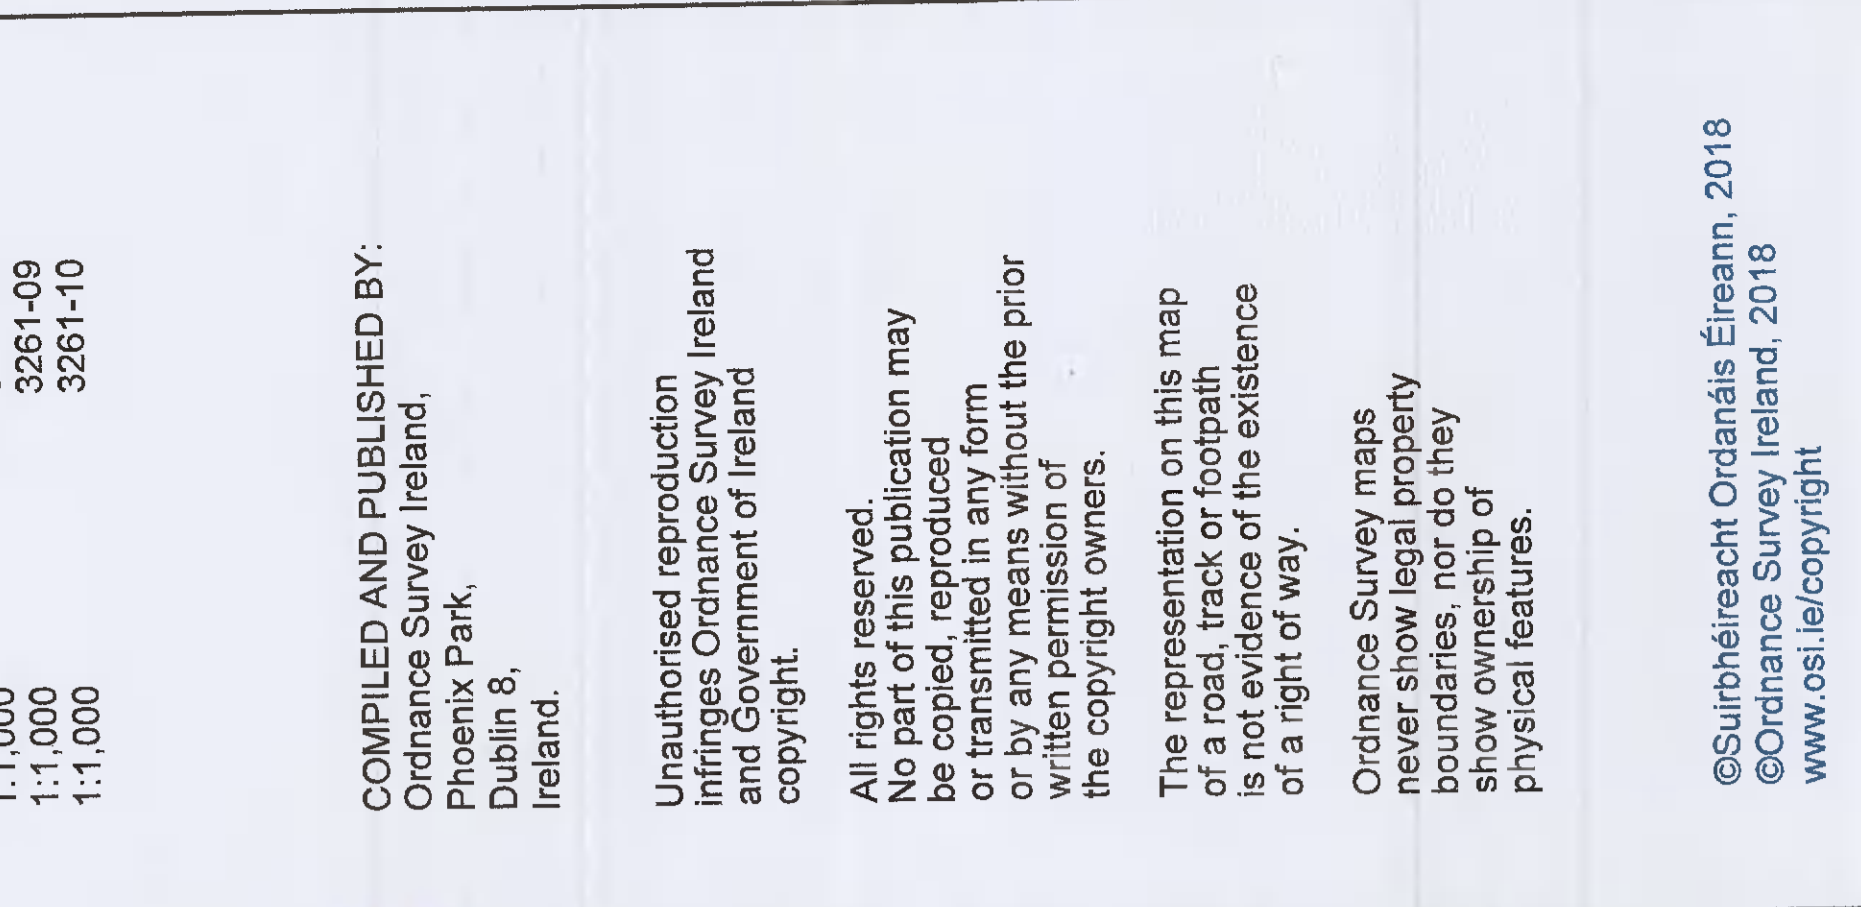 1:1,000 3261-09
1:1,000 3261-10
COMPILED AND PUBLISHED BY:
Ordnance Survey Ireland,
Phoenix Park,
Dublin 8,
Ireland.
Unauthorised reproduction
infringes Ordnance Survey Ireland
and Government of Ireland
copyright.
All rights reserved.
No part of this publication may
be copied, reproduced
or transmitted in any form
or by any means without the prior
written permission of
the copyright owners.
The representation on this map
of a road, track or footpath
is not evidence of the existence
of a right of way.
Ordnance Survey maps
never show legal property
boundaries, nor do they
show ownership of
physical features.
©Suirbhéireacht Ordanáis Éireann, 2018
©Ordnance Survey Ireland, 2018
www.osi.ie/copyright